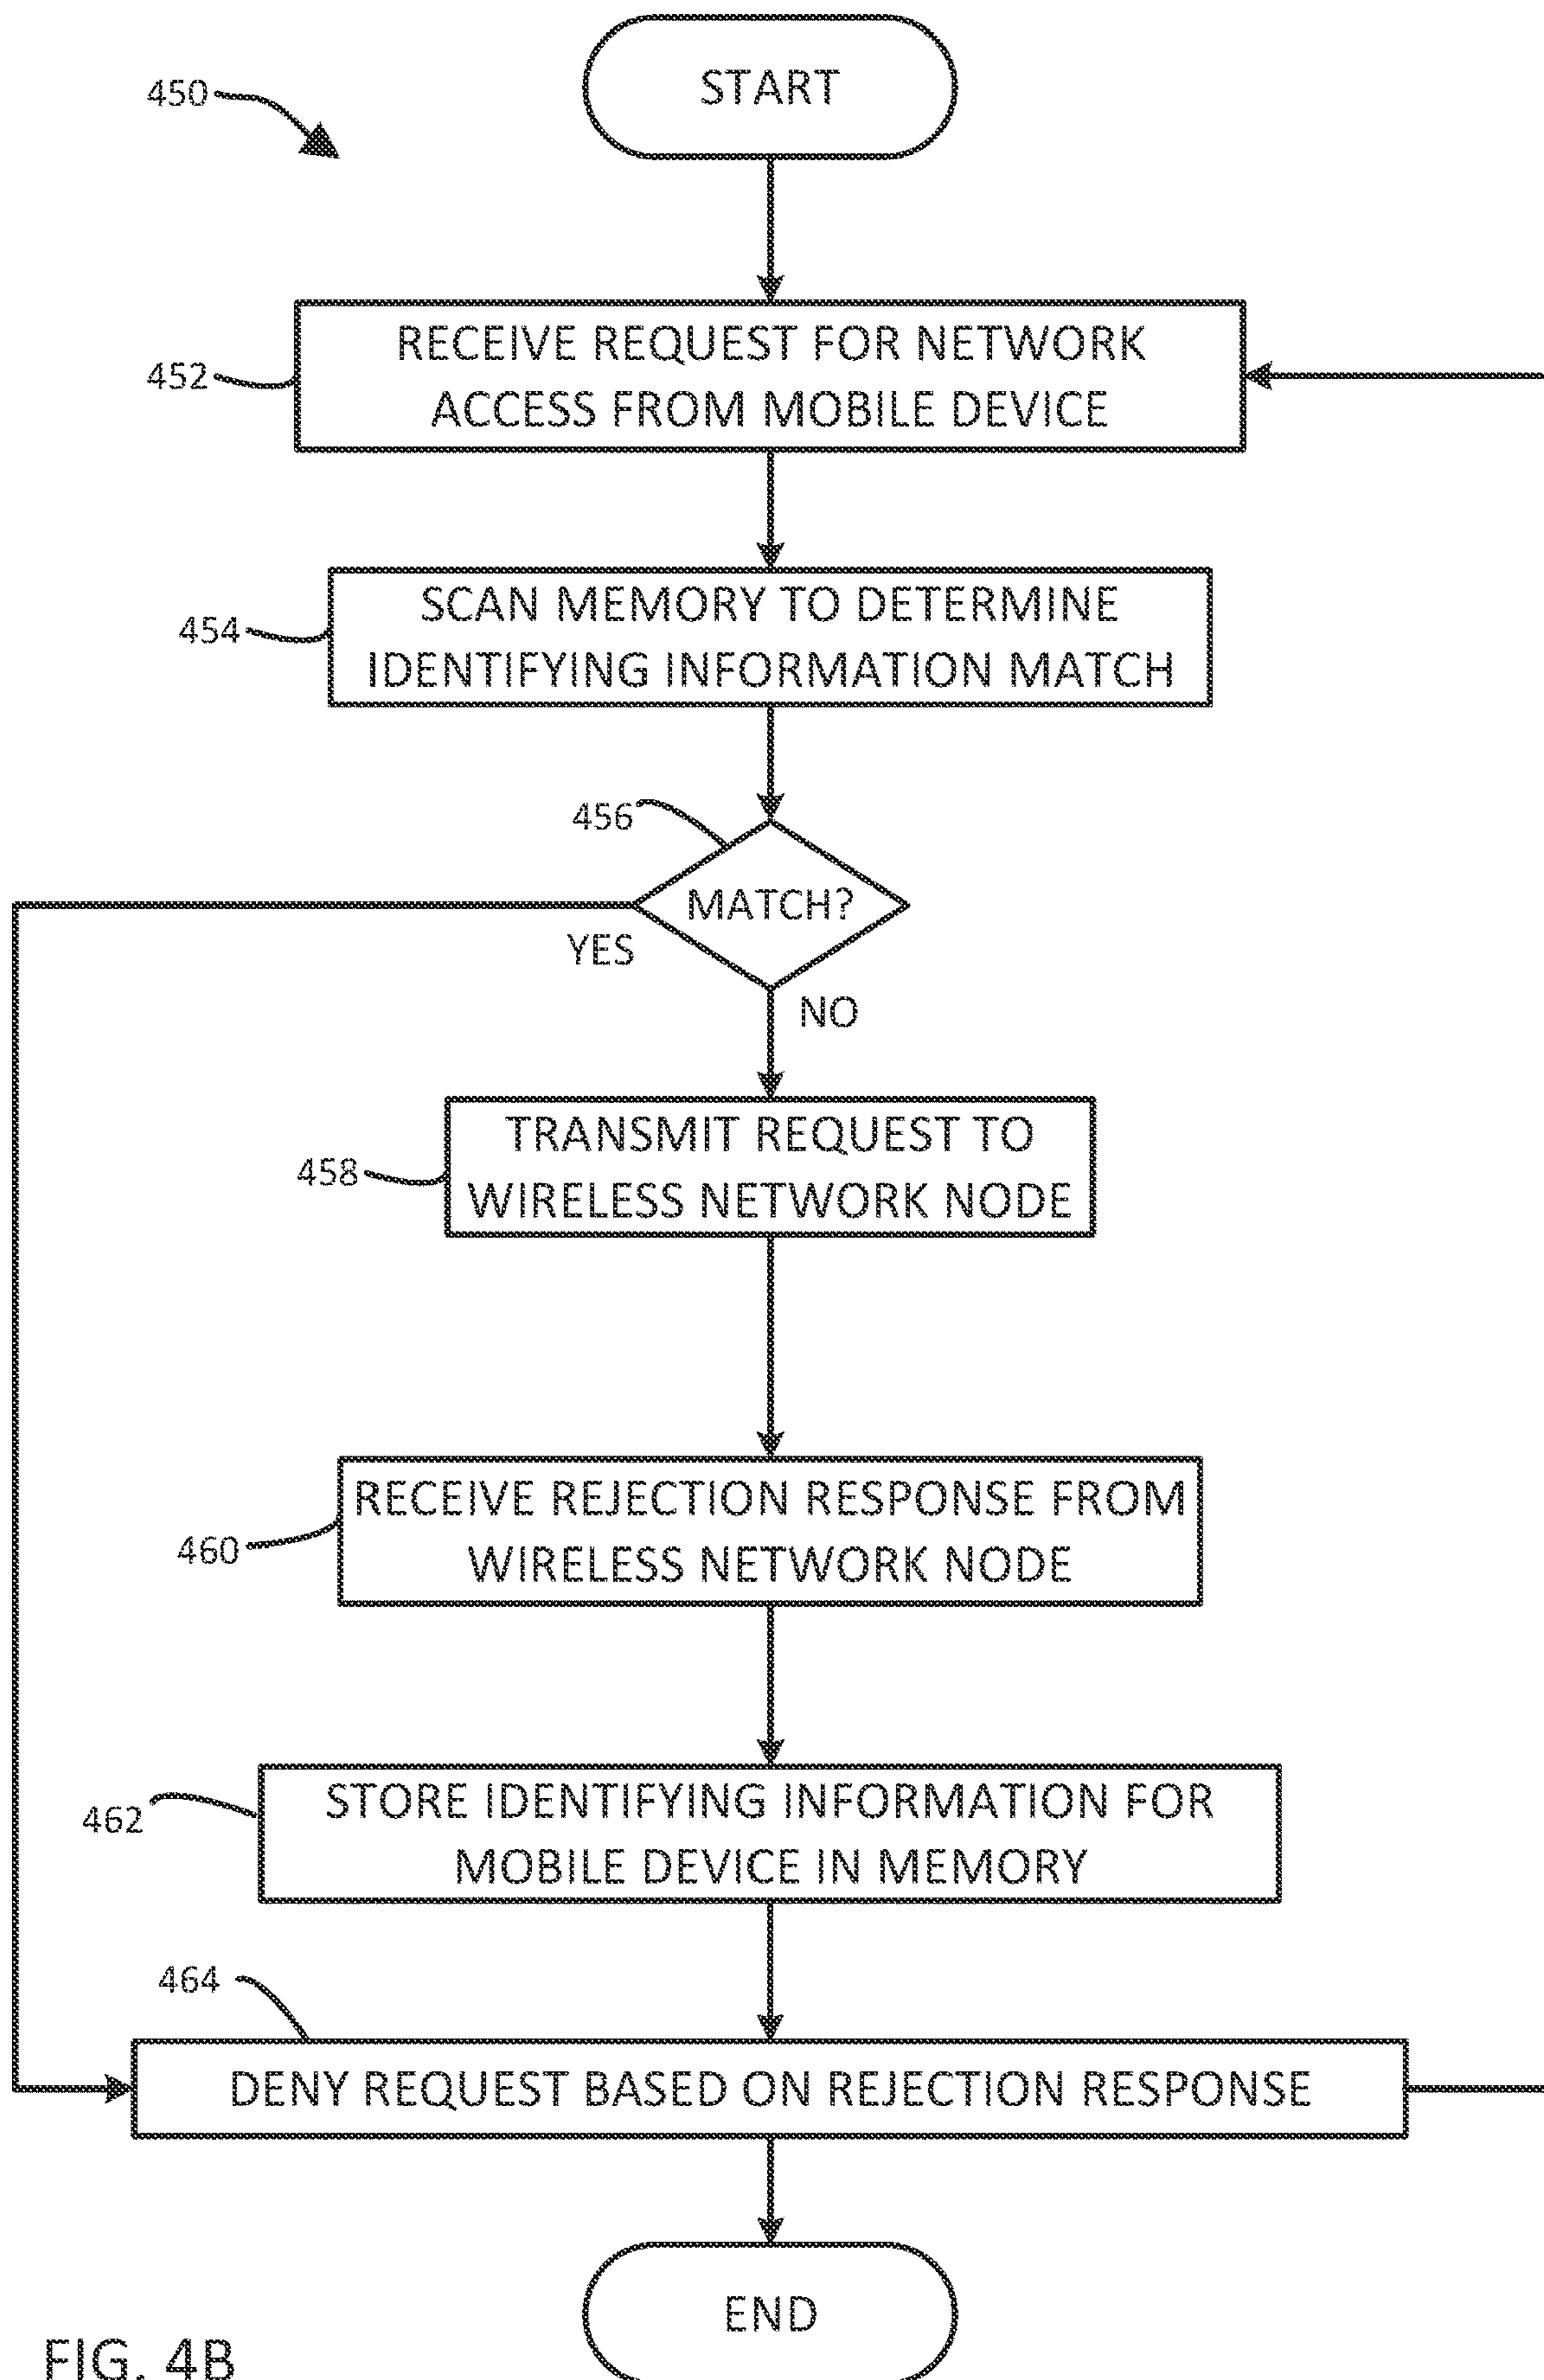 START
450
RECEIVE REQUEST FOR NETWORK
ACCESS FROM MOBILE DEVICE
452
SCAN MEMORY TO DETERMINE
IDENTIFYING INFORMATION MATCH
454
456
MATCH?
YES
NO
TRANSMIT REQUEST TO
WIRELESS NETWORK NODE
458
RECEIVE REJECTION RESPONSE FROM
WIRELESS NETWORK NODE
460
STORE IDENTIFYING INFORMATION FOR
MOBILE DEVICE IN MEMORY
462
464
DENY REQUEST BASED ON REJECTION RESPONSE
END
FIG. 4B